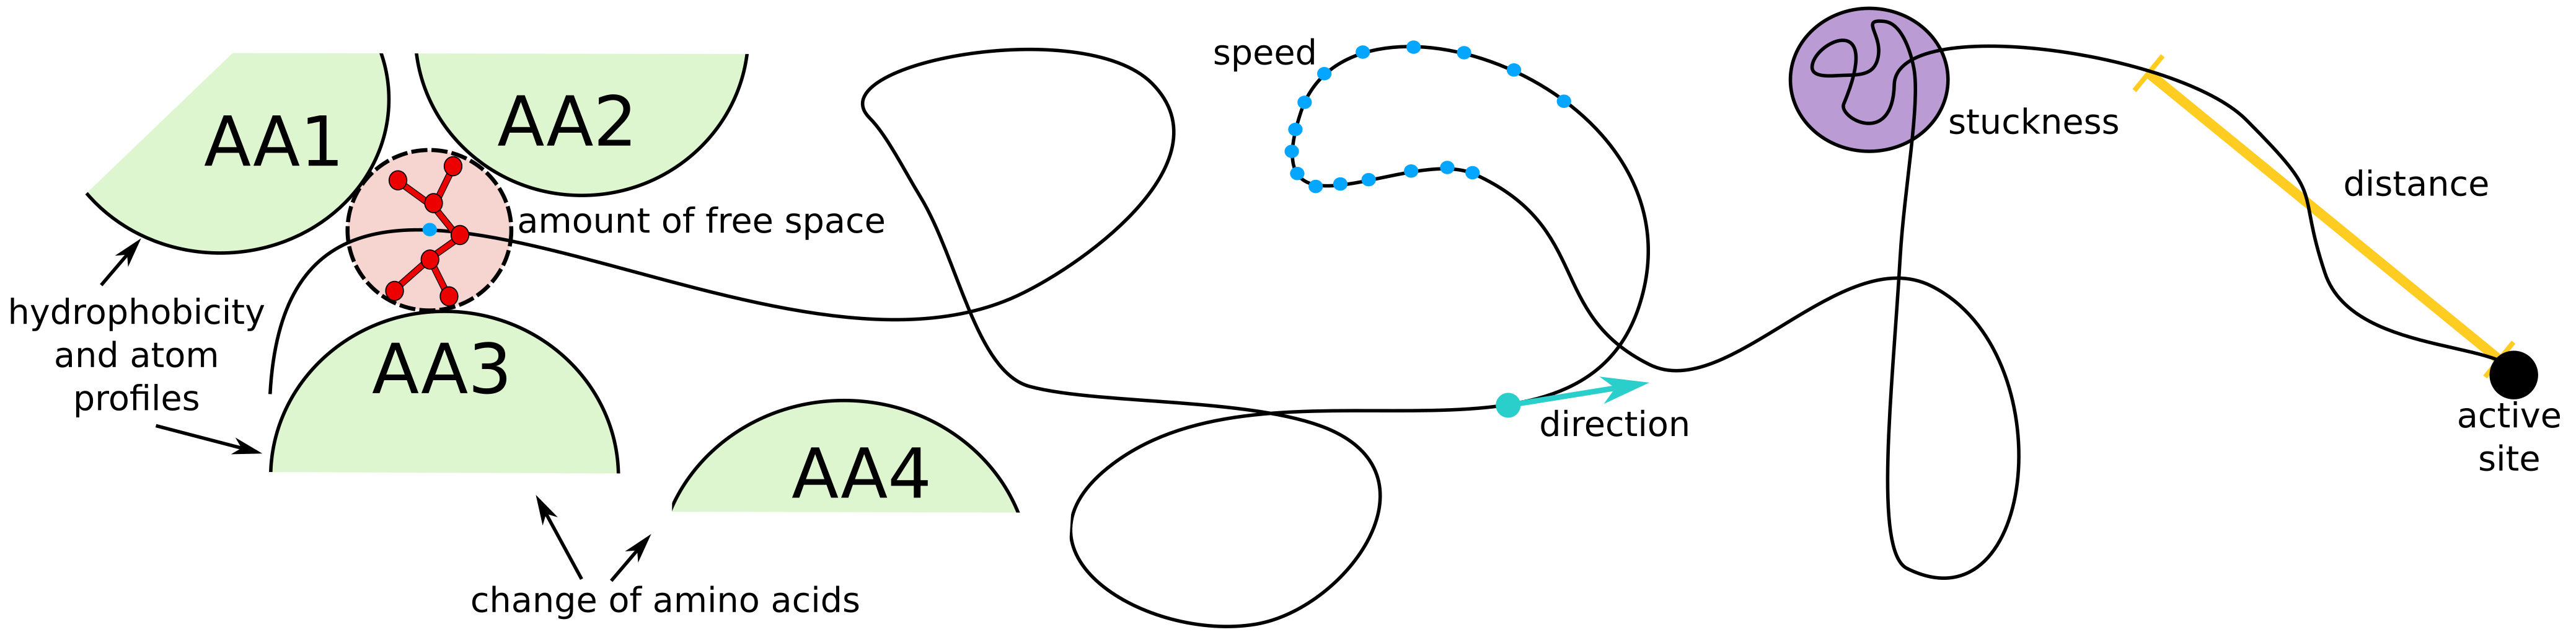 AA1
AA2
amount of free space
hydrophobicity
and atom
profiles
AA3
AA4
change of amino acids
speed
direction
stuckness
distance
active
site